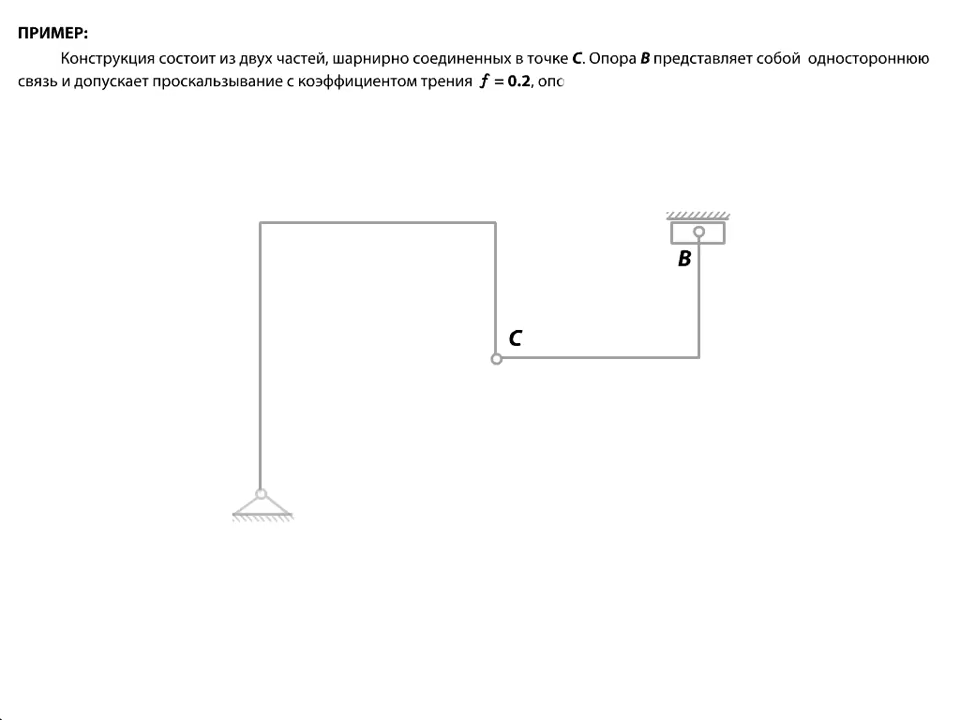 ПРИМЕР:
Конструкция состоит из двух частей, шарнирно соединенных в точке C. Опора B представляет собой одностороннюю
связь и допускает проскальзывание с коэффициентом трения f = 0.2, опо
B
C